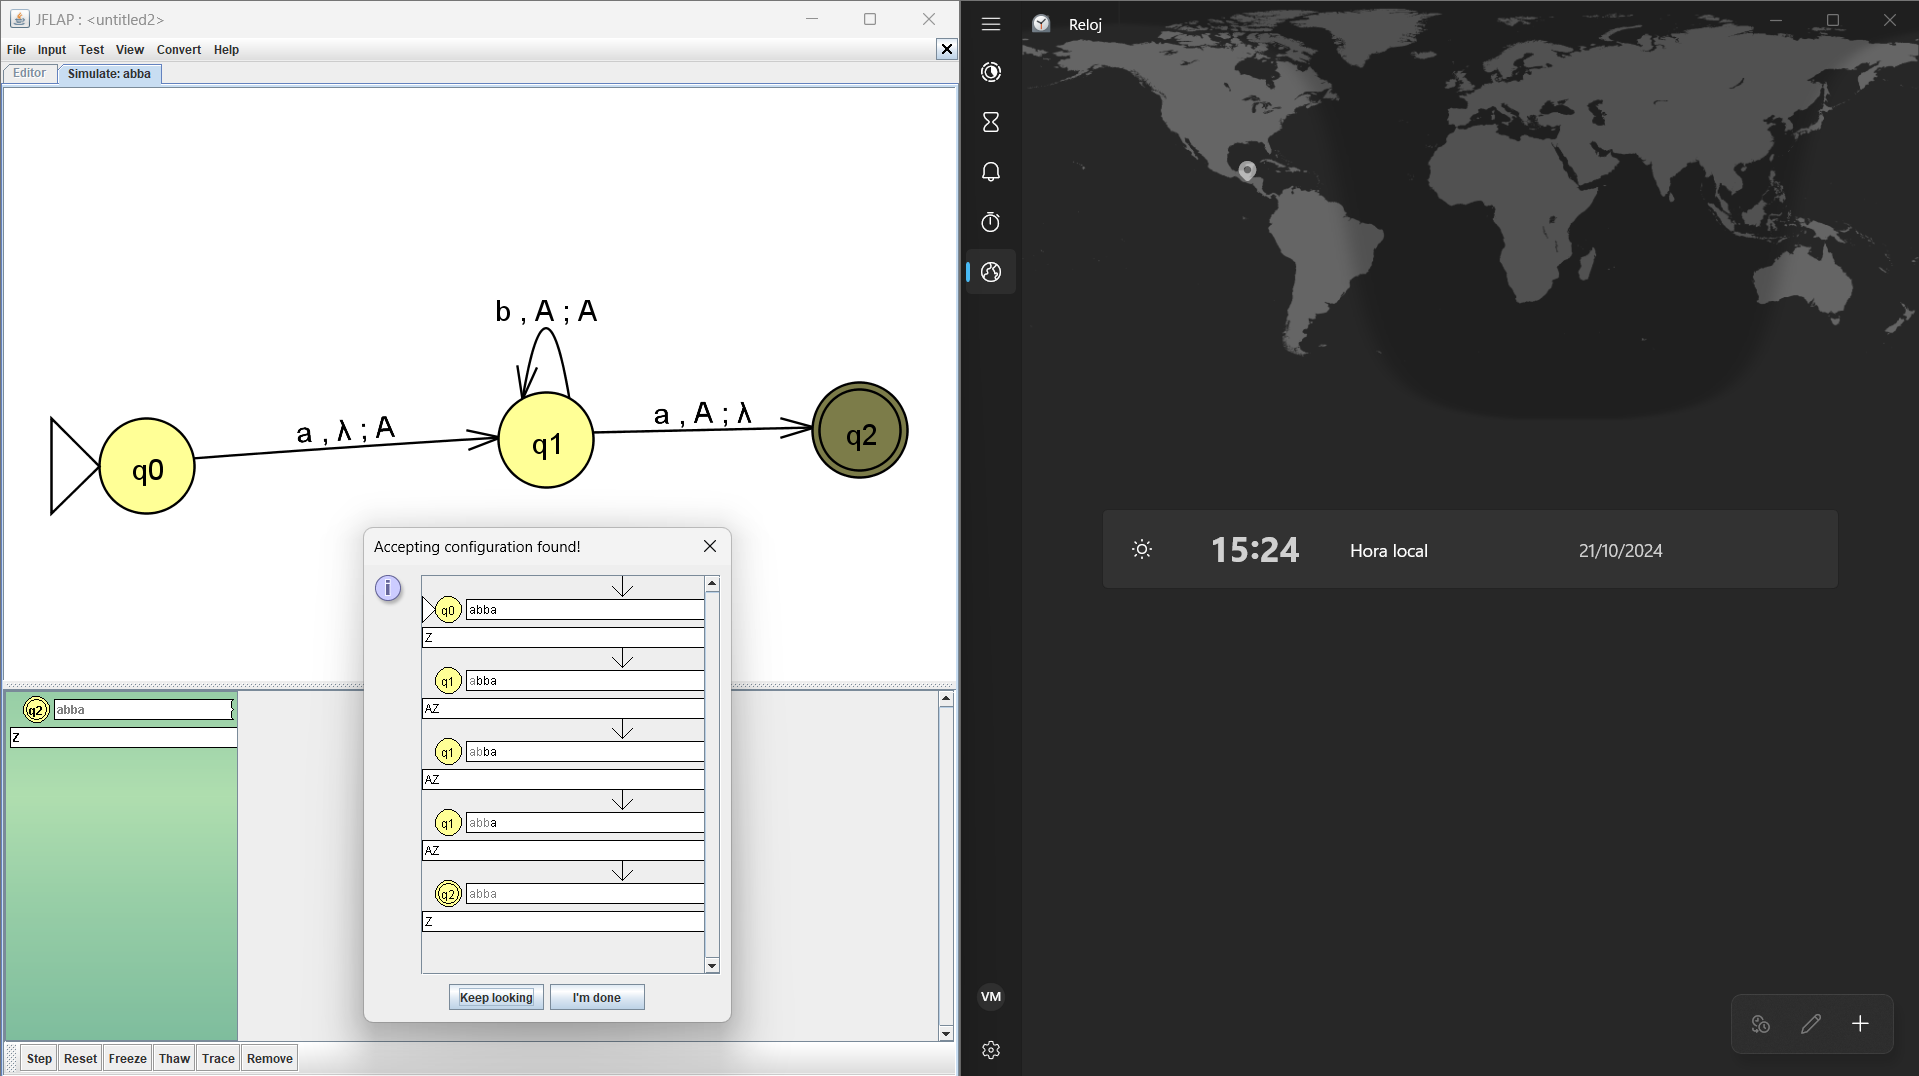 JFLAP : <untitled2>
File Input Test View Convert Help
Editor Simulate: abba
b , A ; A
a , λ ; A
a , A ; λ
q0
q1
q2
Accepting configuration found!
q0 abba
Z
q1 abba
AZ
q1 abba
AZ
q1 abba
AZ
q2 abba
Z
Keep looking I'm done
q2 abba
Z
Step Reset Freeze Thaw Trace Remove
Reloj
15:24 Hora local 21/10/2024
VM